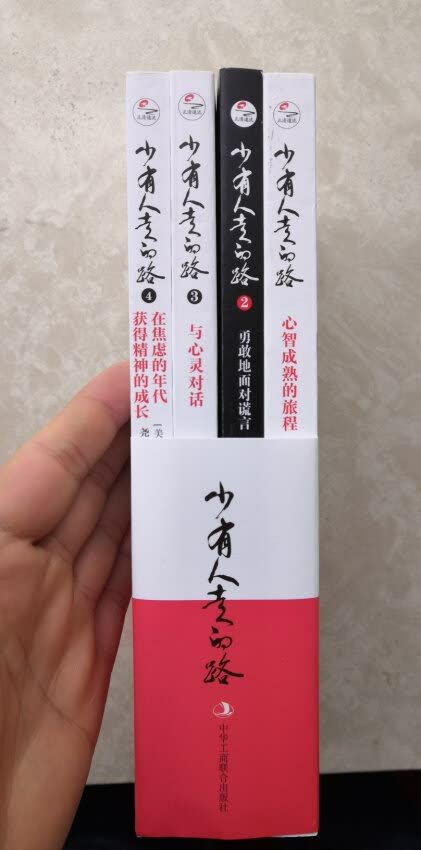 少有人走的路
心智成熟的旅程
少有人走的路
2
勇敢地面对谎言
少有人走的路
3
与心灵对话
少有人走的路
4
在焦虑的年代
获得精神的成长
[美
少有人走的路
中华工商联合出版社